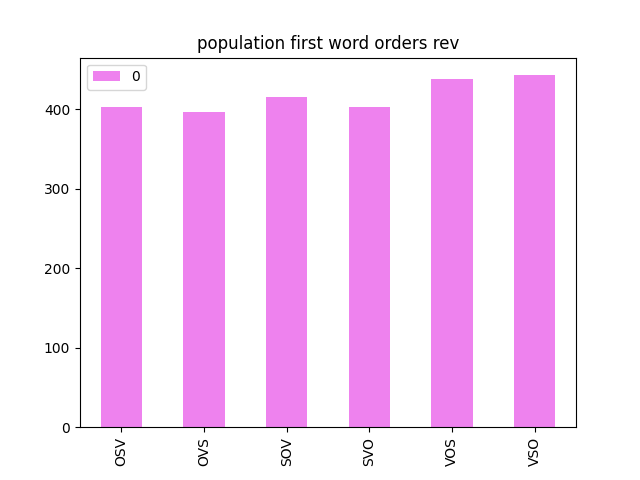 population first word orders rev
0
400
300
200
100
0
OSV
OVS
SOV
SVO
VOS
VSO